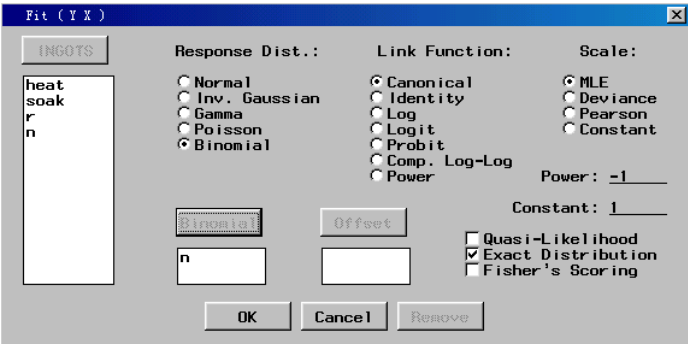 Fit ( Y X )
INGOTS
heat
soak
r
n
Response Dist.:
Normal
Inv. Gaussian
Gamma
Poisson
Binomial
Link Function:
Canonical
Identity
Log
Logit
Probit
Comp. Log-Log
Power
Scale:
MLE
Deviance
Pearson
Constant
Power: -1
Constant: 1
Binomial
n
Offset
Quasi-Likelihood
Exact Distribution
Fisher's Scoring
OK
Cancel
Remove